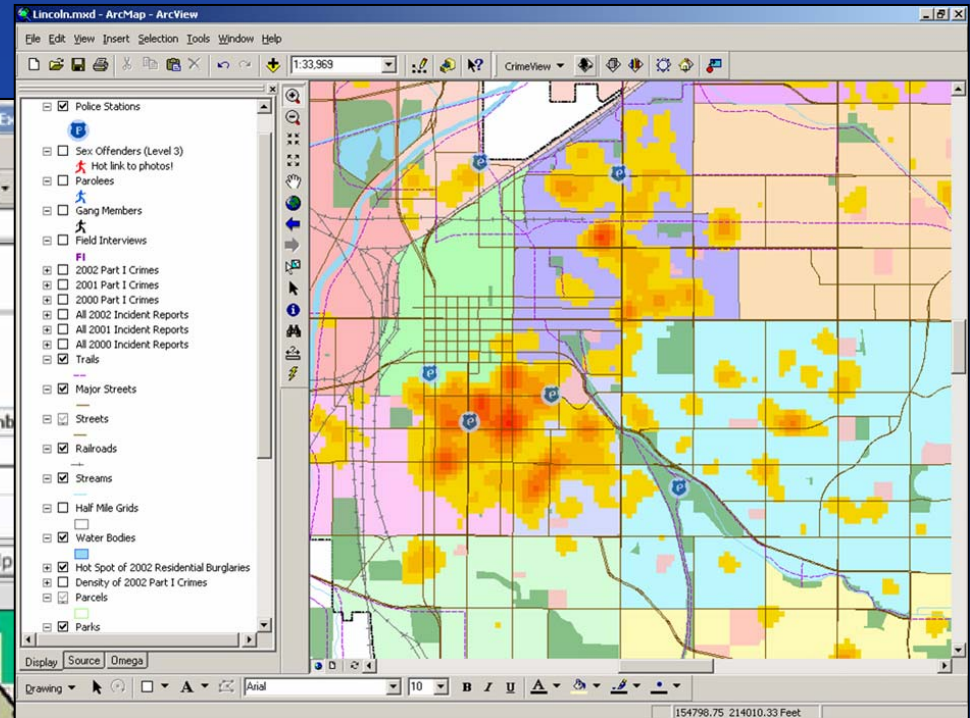 Lincoln.mxd - ArcMap - ArcView
File Edit View Insert Selection Tools Window Help
1:33,969 CrimeView
Police Stations
P
Sex Offenders (Level 3)
Hot link to photos!
Parolees
Gang Members
Field Interviews
FI
2002 Part I Crimes
2001 Part I Crimes
2000 Part I Crimes
All 2002 Incident Reports
All 2001 Incident Reports
All 2000 Incident Reports
Trails
Major Streets
Streets
Railroads
Streams
Half Mile Grids
Water Bodies
Hot Spot of 2002 Residential Burglaries
Density of 2002 Part I Crimes
Parcels
Parks
Display Source Omega
Drawing A Arial 10 B I U A
154798.75 214010.33 Feet